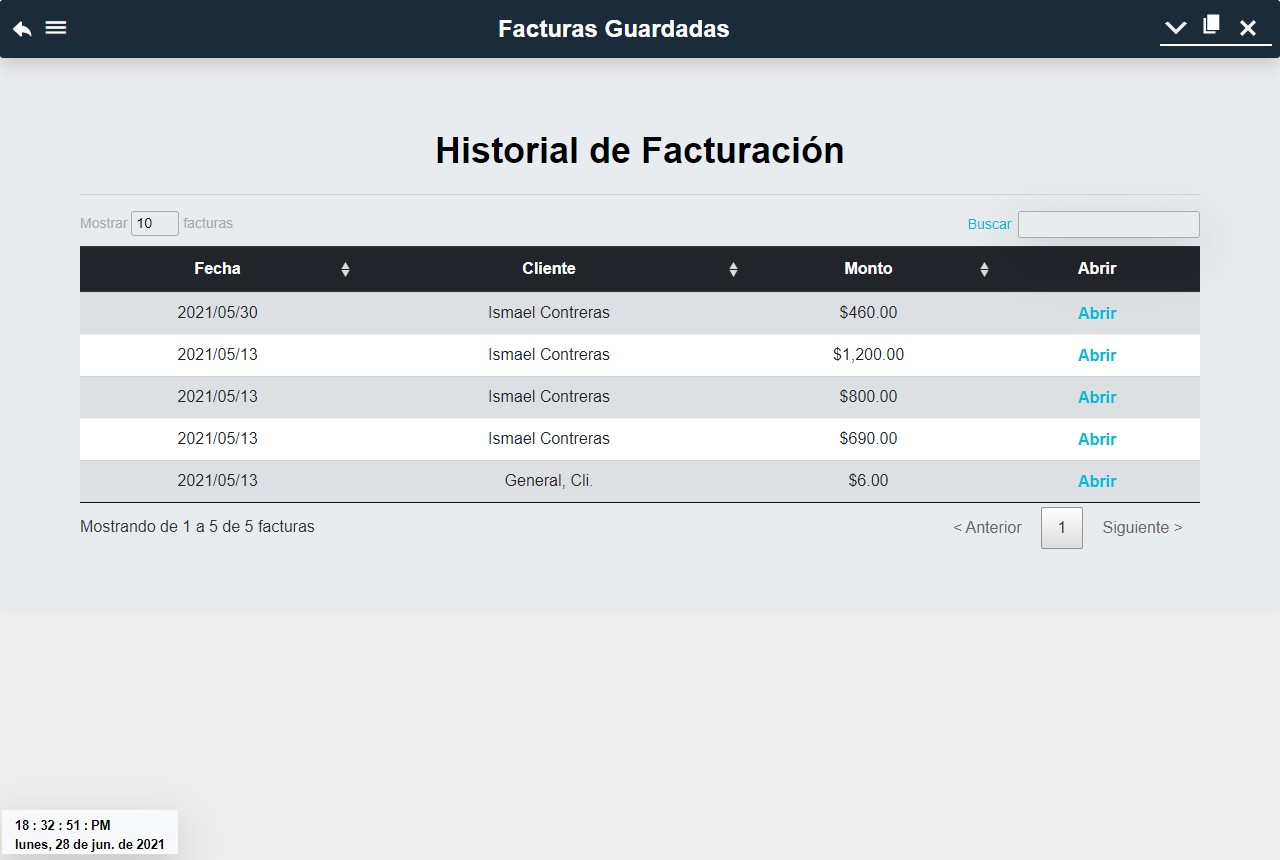 Facturas Guardadas
Historial de Facturación
Mostrar 10 facturas Buscar
Fecha Cliente Monto Abrir
2021/05/30 Ismael Contreras $460.00 Abrir
2021/05/13 Ismael Contreras $1,200.00 Abrir
2021/05/13 Ismael Contreras $800.00 Abrir
2021/05/13 Ismael Contreras $690.00 Abrir
2021/05/13 General, Cli. $6.00 Abrir
Mostrando de 1 a 5 de 5 facturas < Anterior 1 Siguiente >
18 : 32 : 51 : PM
lunes, 28 de jun. de 2021